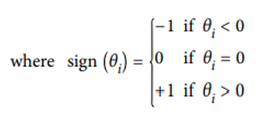 −1 if θᵢ < 0
where sign (θᵢ) = { 0 if θᵢ = 0
+1 if θᵢ > 0